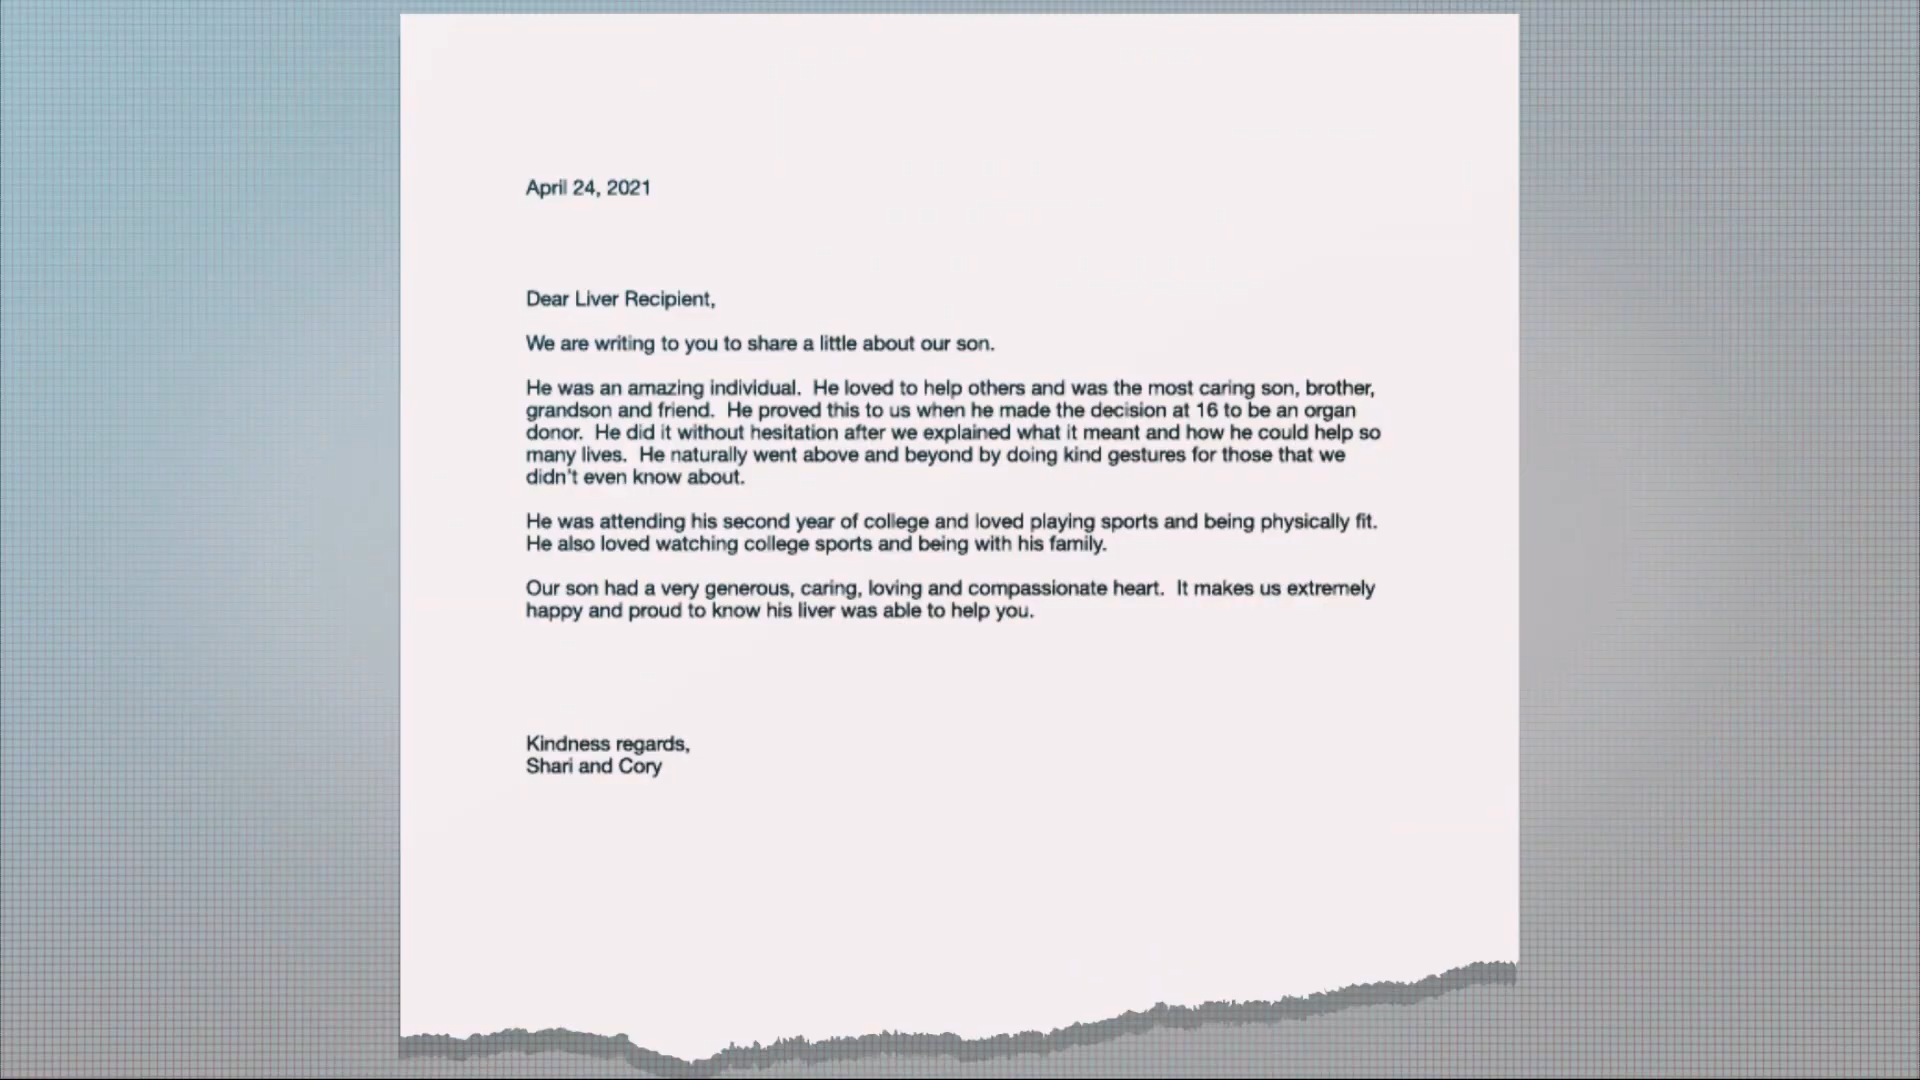 April 24, 2021
Dear Liver Recipient,
We are writing to you to share a little about our son.
He was an amazing individual.  He loved to help others and was the most caring son, brother,
grandson and friend.  He proved this to us when he made the decision at 16 to be an organ
donor.  He did it without hesitation after we explained what it meant and how he could help so
many lives.  He naturally went above and beyond by doing kind gestures for those that we
didn't even know about.
He was attending his second year of college and loved playing sports and being physically fit.
He also loved watching college sports and being with his family.
Our son had a very generous, caring, loving and compassionate heart.  It makes us extremely
happy and proud to know his liver was able to help you.
Kindness regards,
Shari and Cory